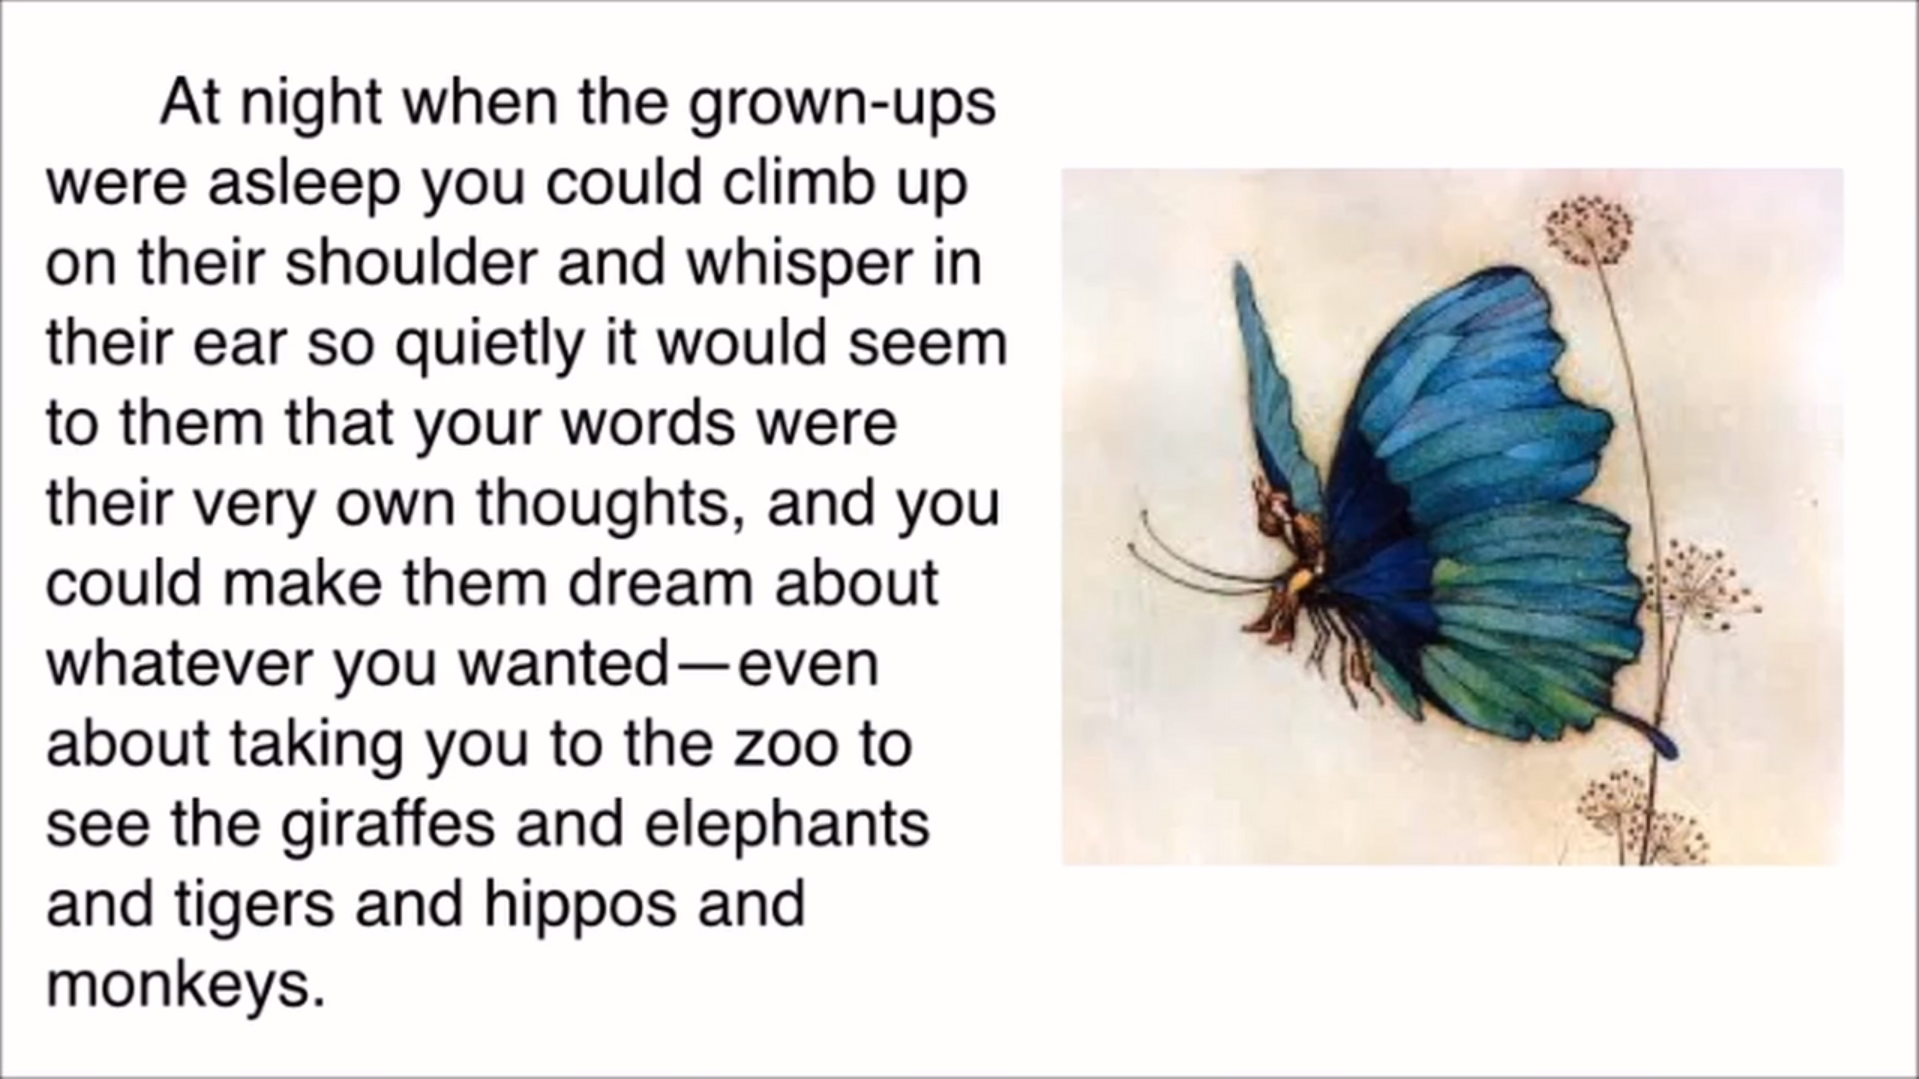 At night when the grown-ups
were asleep you could climb up
on their shoulder and whisper in
their ear so quietly it would seem
to them that your words were
their very own thoughts, and you
could make them dream about
whatever you wanted—even
about taking you to the zoo to
see the giraffes and elephants
and tigers and hippos and
monkeys.